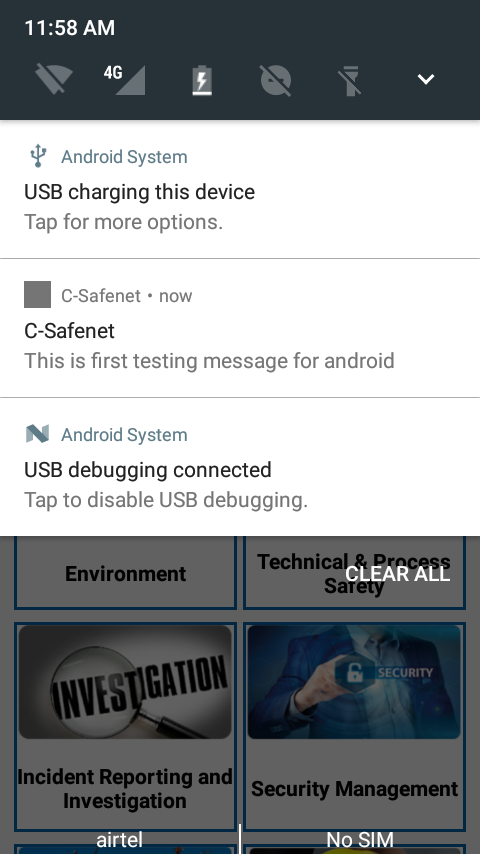 11:58 AM
4G
Android System
USB charging this device
Tap for more options.
C-Safenet • now
C-Safenet
This is first testing message for android
Android System
USB debugging connected
Tap to disable USB debugging.
Environment
Technical & Process
Safety
CLEAR ALL
INVESTIGATION
SECURITY
Incident Reporting and
Investigation
Security Management
airtel
No SIM